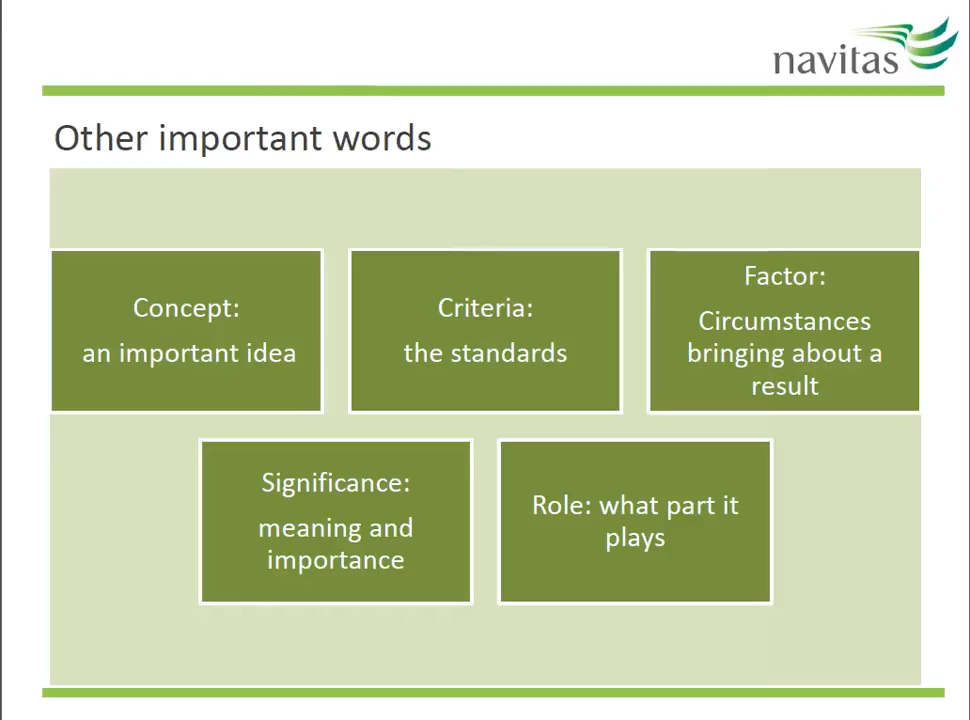 navitas
Other important words
Concept:
an important idea
Criteria:
the standards
Factor:
Circumstances
bringing about a
result
Significance:
meaning and
importance
Role: what part it
plays